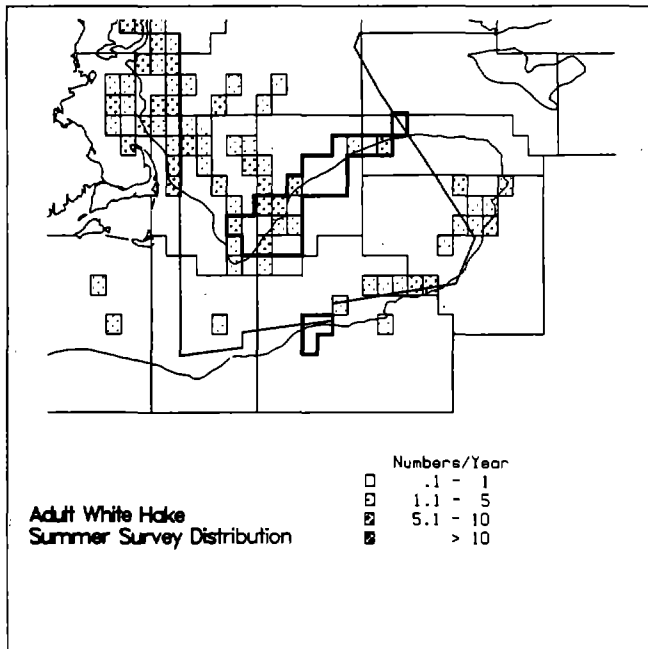 Numbers/Year
.1 - 1
1.1 - 5
5.1 - 10
> 10
Adult White Hake
Summer Survey Distribution